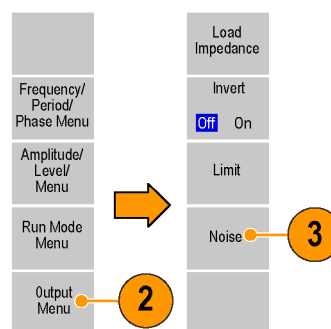 Frequency/
Period/
Phase Menu
Amplitude/
Level/
Menu
Run Mode
Menu
Output
Menu
2
Load
Impedance
Invert
Off On
Limit
Noise
3